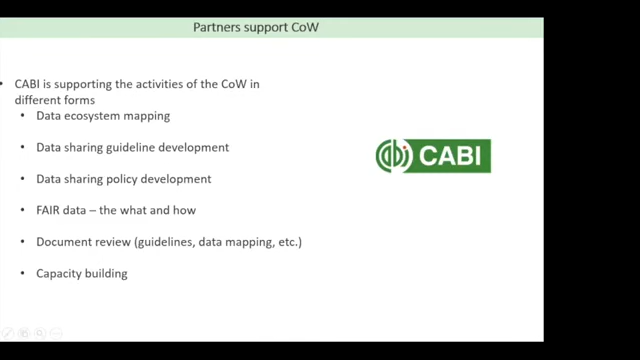 Partners support CoW
• CABI is supporting the activities of the CoW in
different forms
• Data ecosystem mapping
• Data sharing guideline development
• Data sharing policy development
• FAIR data – the what and how
• Document review (guidelines, data mapping, etc.)
• Capacity building
cabi CABI